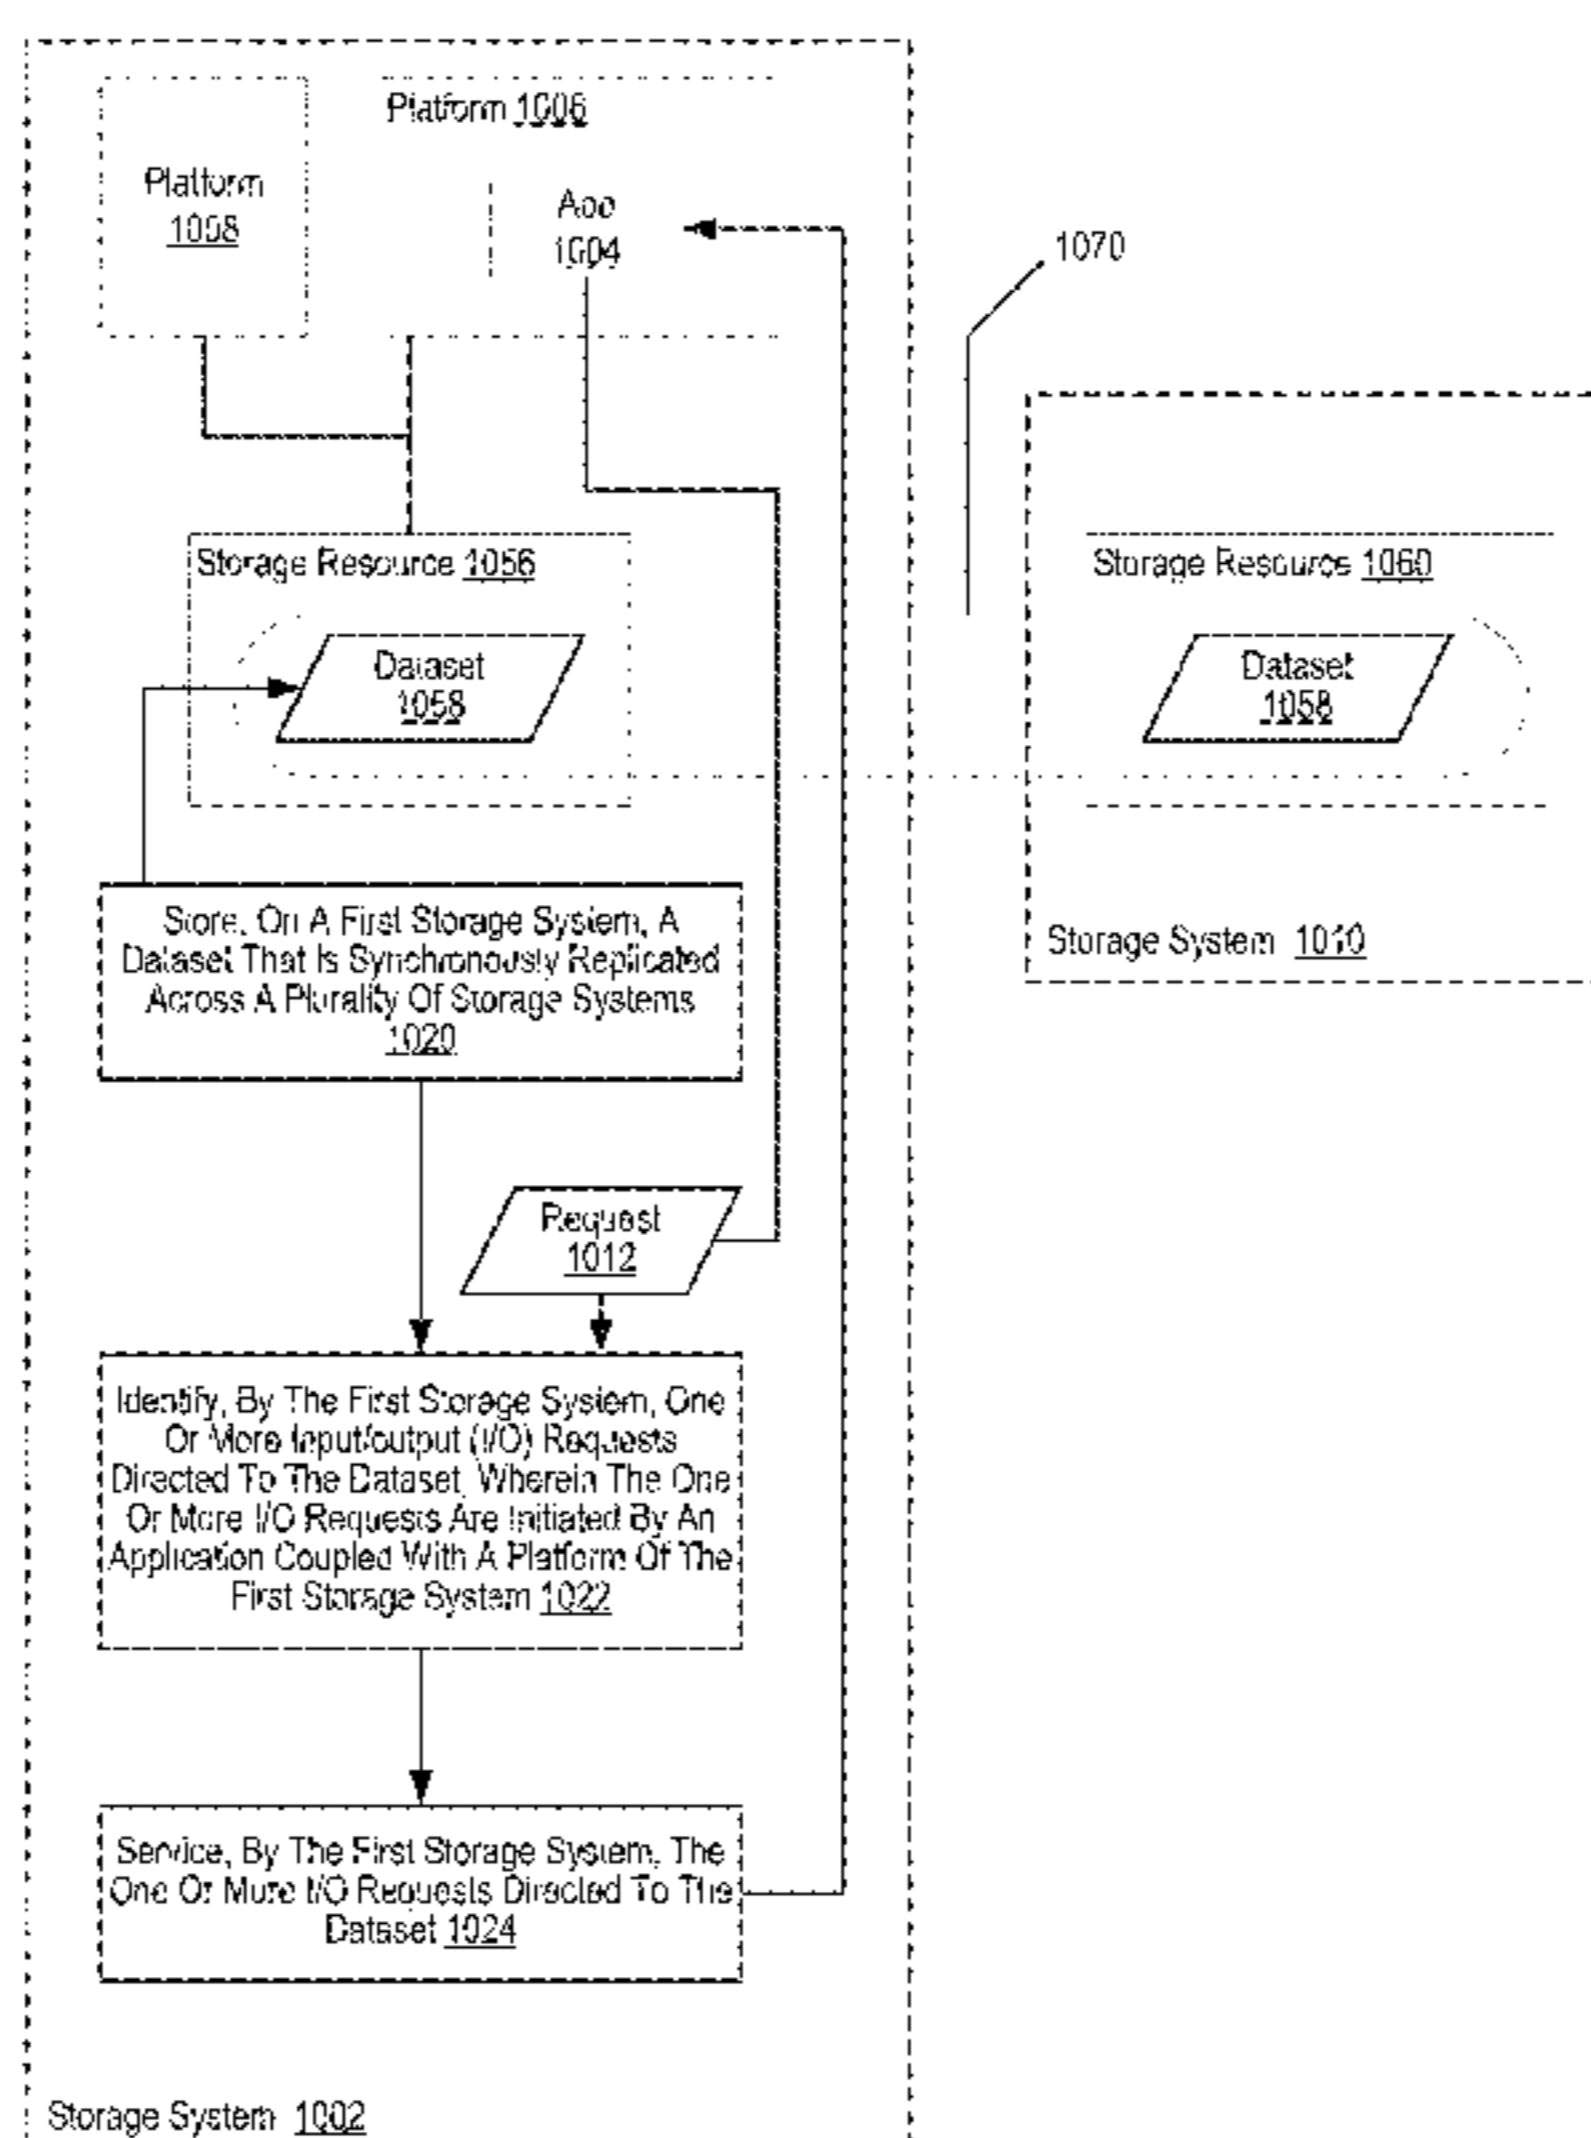 Platform 1006
Platform
1008
App
1004
1070
Storage Resource 1056
Dataset
1058
Storage Resource 1060
Dataset
1058
Storage System 1010
Store, On A First Storage System, A
Dataset That Is Synchronously Replicated
Across A Plurality Of Storage Systems
1020
Request
1012
Identify, By The First Storage System, One
Or More Input/output (I/O) Requests
Directed To The Dataset, Wherein The One
Or More I/O Requests Are Initiated By An
Application Coupled With A Platform Of The
First Storage System 1022
Service, By The First Storage System, The
One Or More I/O Requests Directed To The
Dataset 1024
Storage System 1002